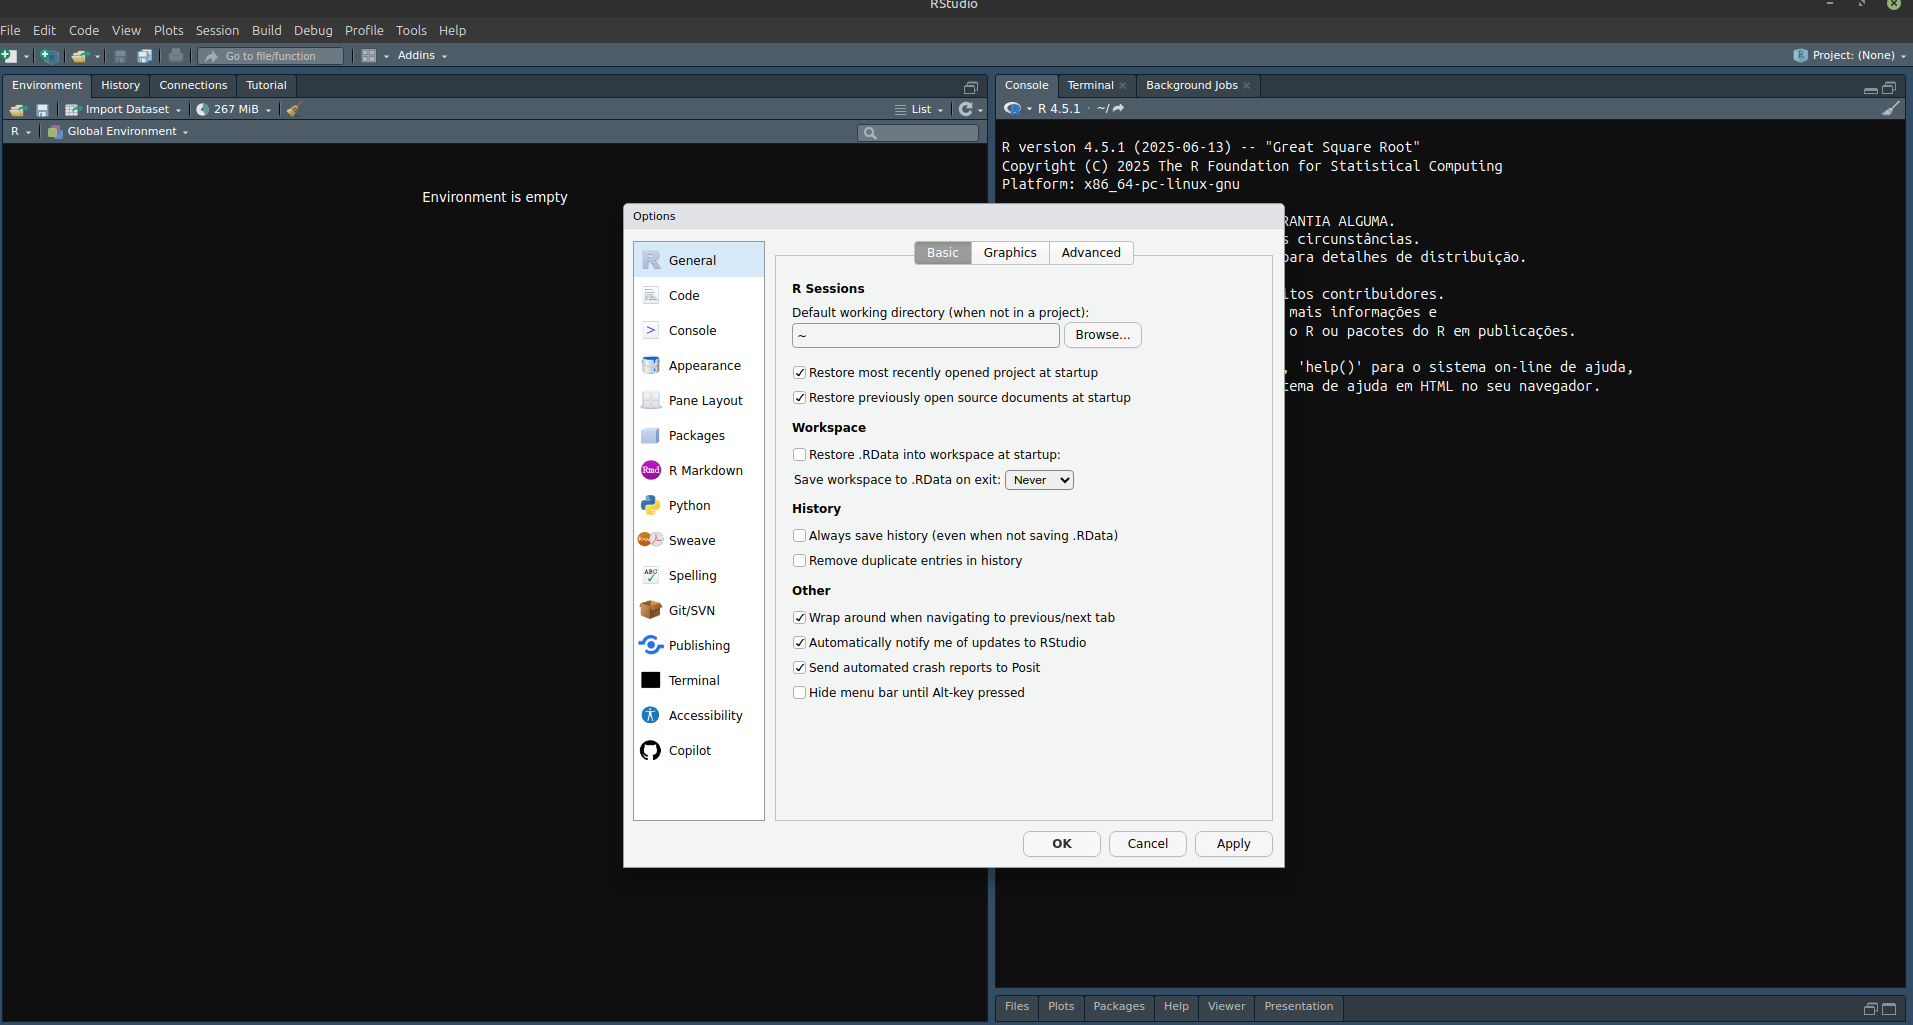 RStudio
File Edit Code View Plots Session Build Debug Profile Tools Help
Go to file/function Addins Project: (None)
Environment History Connections Tutorial
Import Dataset 267 MiB List
R Global Environment
Environment is empty
Console Terminal Background Jobs
R 4.5.1 · ~/
R version 4.5.1 (2025-06-13) -- "Great Square Root"
Copyright (C) 2025 The R Foundation for Statistical Computing
Platform: x86_64-pc-linux-gnu
RANTIA ALGUMA.
s circunstâncias.
para detalhes de distribuição.
itos contribuidores.
mais informações e
o R ou pacotes do R em publicações.
, 'help()' para o sistema on-line de ajuda,
tema de ajuda em HTML no seu navegador.
Options
General
Code
Console
Appearance
Pane Layout
Packages
Rmd R Markdown
Python
Sweave
ABC Spelling
Git/SVN
Publishing
Terminal
Accessibility
Copilot
Basic Graphics Advanced
R Sessions
Default working directory (when not in a project):
~ Browse...
Restore most recently opened project at startup
Restore previously open source documents at startup
Workspace
Restore .RData into workspace at startup:
Save workspace to .RData on exit: Never
History
Always save history (even when not saving .RData)
Remove duplicate entries in history
Other
Wrap around when navigating to previous/next tab
Automatically notify me of updates to RStudio
Send automated crash reports to Posit
Hide menu bar until Alt-key pressed
OK Cancel Apply
Files Plots Packages Help Viewer Presentation